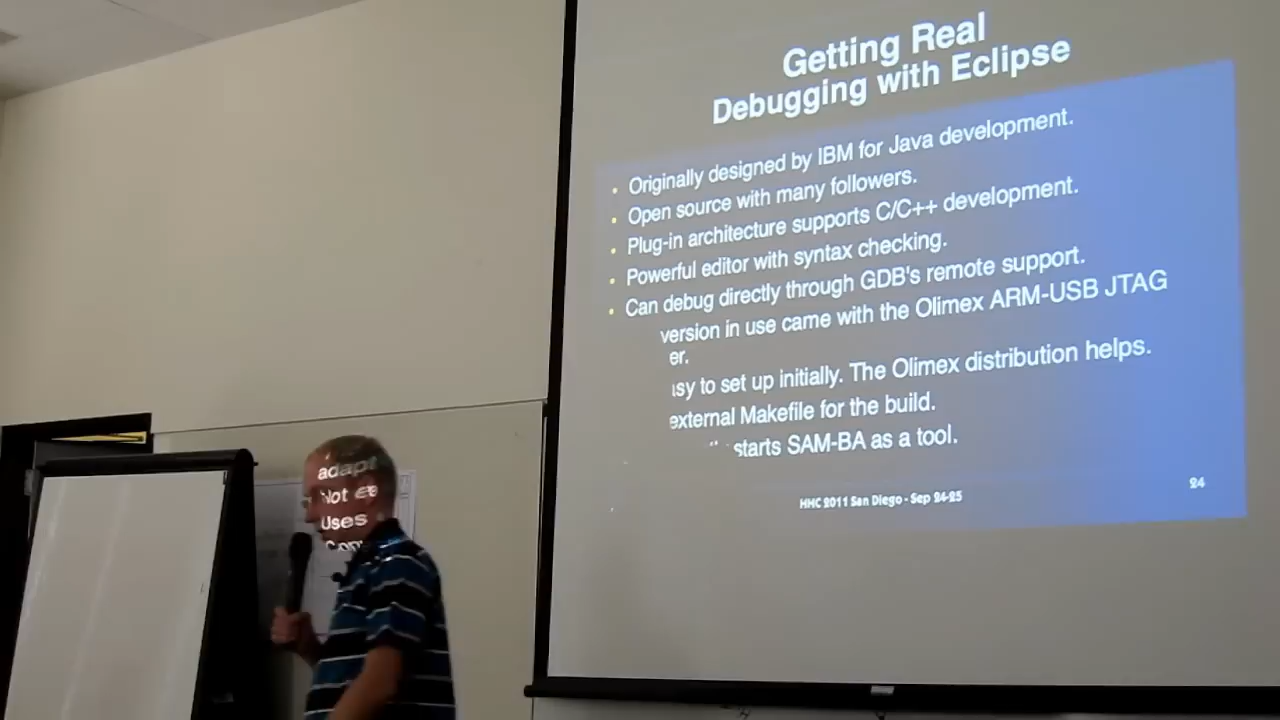 Getting Real
Debugging with Eclipse
Originally designed by IBM for Java development.
Open source with many followers.
Plug-in architecture supports C/C++ development.
Powerful editor with syntax checking.
Can debug directly through GDB's remote support.
version in use came with the Olimex ARM-USB JTAG
adapt er.
Not sy to set up initially. The Olimex distribution helps.
Uses external Makefile for the build.
starts SAM-BA as a tool.
HHC 2011 San Diego - Sep 24-25
24